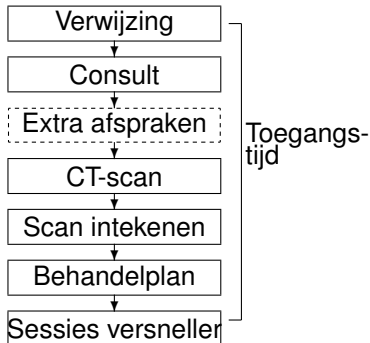 Verwijzing
Consult
Extra afspraken
CT-scan
Scan intekenen
Behandelplan
Sessies versneller
Toegangs-
tijd